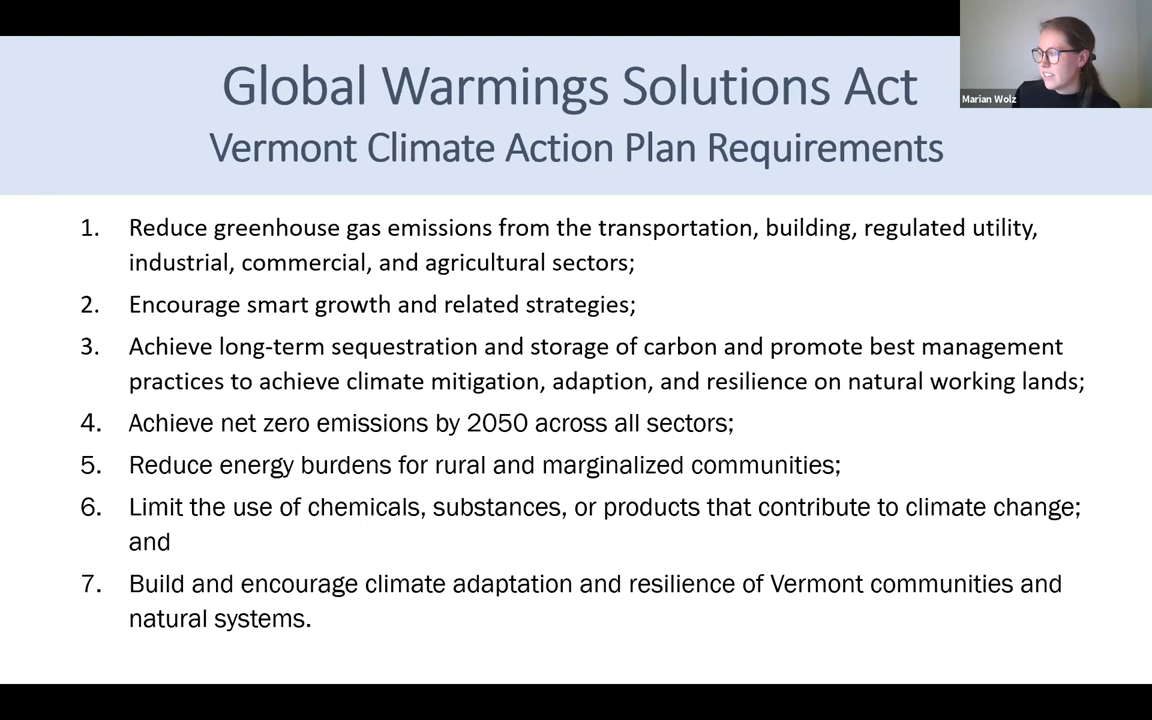 Global Warmings Solutions Act
Marian Wolz
Vermont Climate Action Plan Requirements
1. Reduce greenhouse gas emissions from the transportation, building, regulated utility,
industrial, commercial, and agricultural sectors;
2. Encourage smart growth and related strategies;
3. Achieve long-term sequestration and storage of carbon and promote best management
practices to achieve climate mitigation, adaption, and resilience on natural working lands;
4. Achieve net zero emissions by 2050 across all sectors;
5. Reduce energy burdens for rural and marginalized communities;
6. Limit the use of chemicals, substances, or products that contribute to climate change;
and
7. Build and encourage climate adaptation and resilience of Vermont communities and
natural systems.